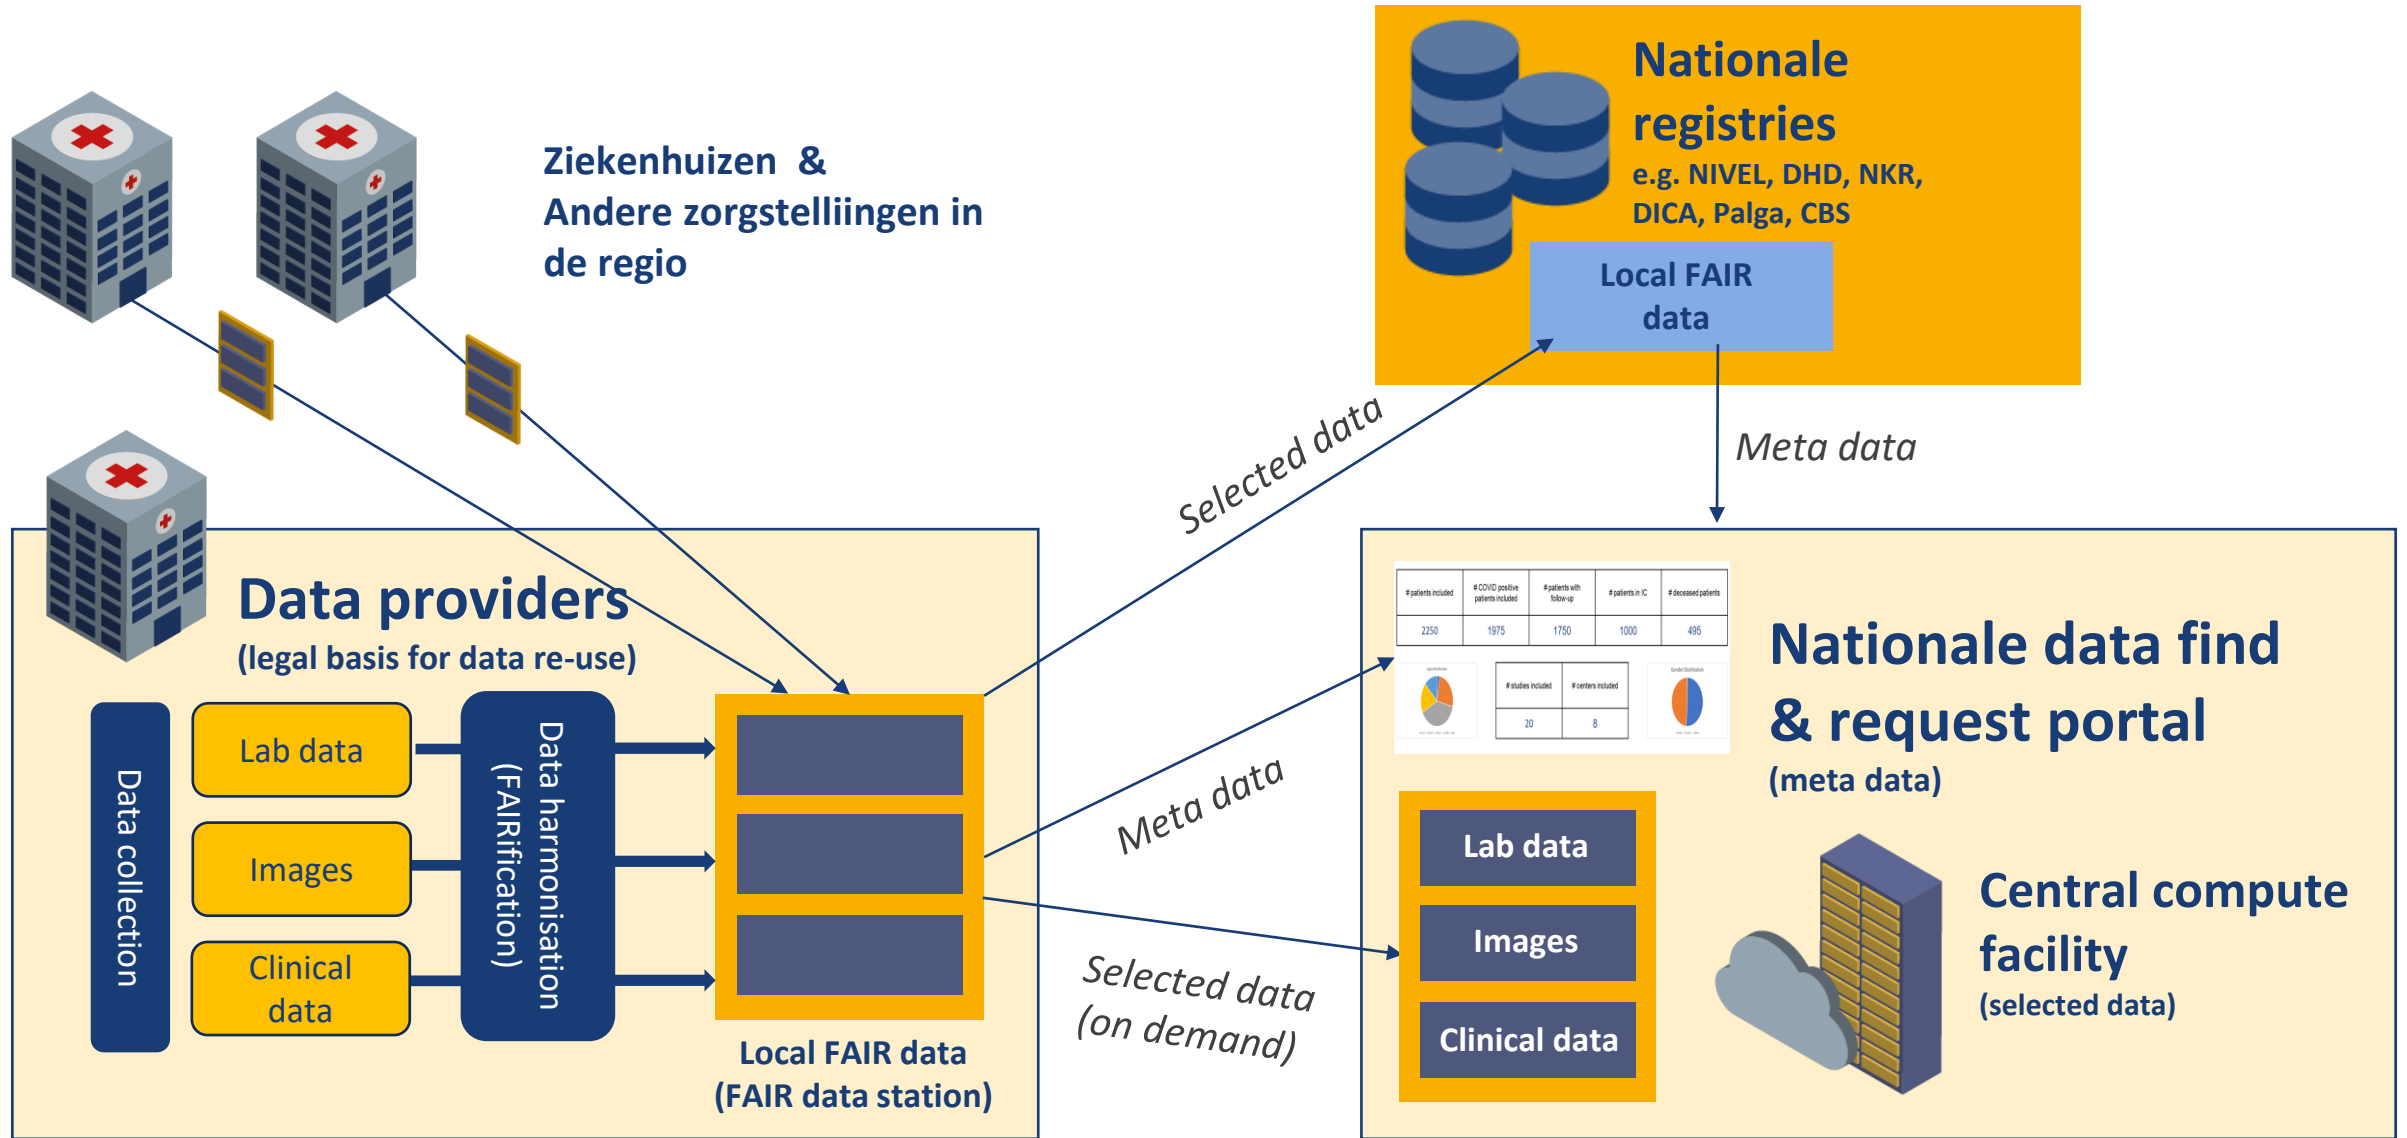 Ziekenhuizen &
Andere zorgstelliingen in
de regio
Nationale
registries
e.g. NIVEL, DHD, NKR,
DICA, Palga, CBS
Local FAIR
data
Selected data
Meta data
Data providers
(legal basis for data re-use)
Data collection
Lab data
Images
Clinical
data
Data harmonisation
(FAIRification)
Local FAIR data
(FAIR data station)
Meta data
Selected data
(on demand)
# patients included
# COVID positive
patients included
# patients with
follow-up
# patients in IC
# deceased patients
2250
1975
1750
1000
495
# studies included
# centers included
20
8
Gender Distribution
Nationale data find
& request portal
(meta data)
Lab data
Images
Clinical data
Central compute
facility
(selected data)